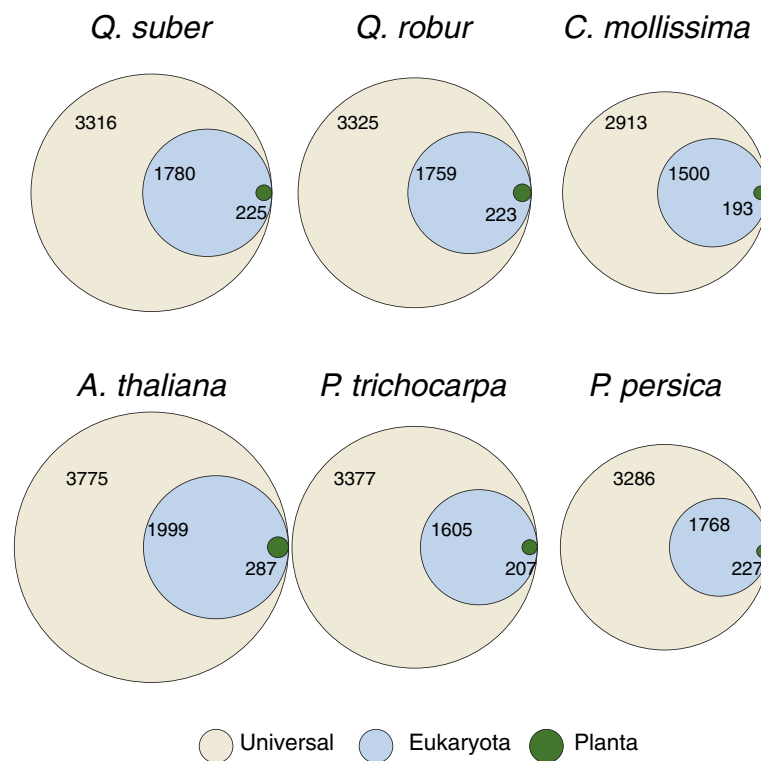 Q. suber Q. robur C. mollissima
3316 3325 2913
1780 1759 1500
225 223 193
A. thaliana P. trichocarpa P. persica
3775 3377 3286
1999 1605 1768
287 207 227
Universal Eukaryota Planta